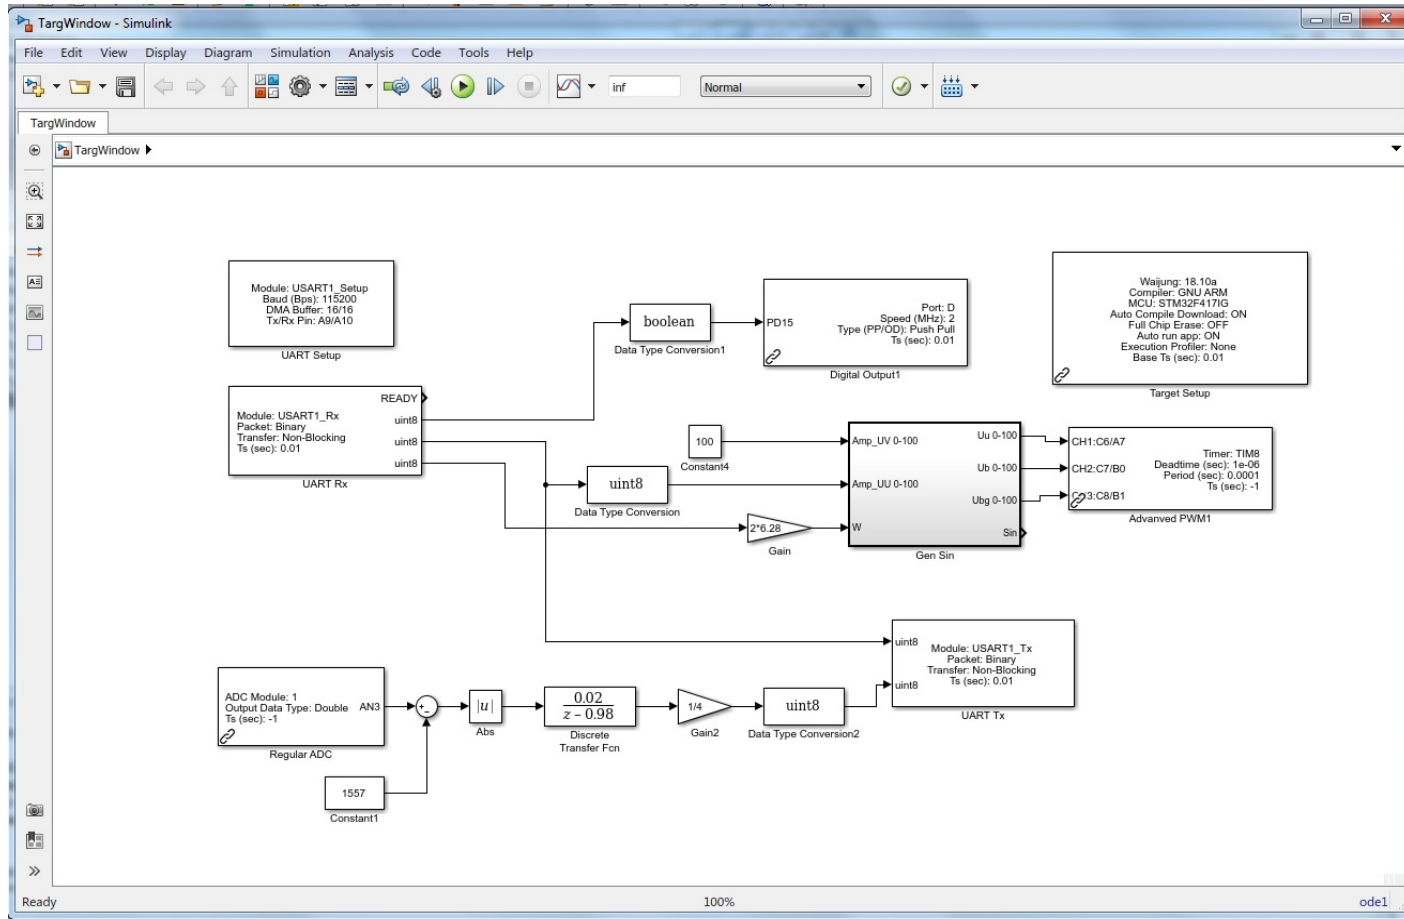 TargWindow - Simulink
File Edit View Display Diagram Simulation Analysis Code Tools Help
inf
Normal
TargWindow
TargWindow
Module: USART1_Setup
Baud (Bps): 115200
DMA Buffer: 16/16
Tx/Rx Pin: A9/A10
UART Setup
boolean
Data Type Conversion1
PD15
Port: D
Speed (MHz): 2
Type (PP/OD): Push Pull
Ts (sec): 0.01
Digital Output1
Waijung: 18.10a
Compiler: GNU ARM
MCU: STM32F417IG
Auto Compile Download: ON
Full Chip Erase: OFF
Auto run app: ON
Execution Profiler: None
Base Ts (sec): 0.01
Target Setup
Module: USART1_Rx
Packet: Binary
Transfer: Non-Blocking
Ts (sec): 0.01
READY
uint8
uint8
uint8
UART Rx
100
Constant4
uint8
Data Type Conversion
2*6.28
Gain
Amp_UV 0-100
Amp_UU 0-100
W
Uu 0-100
Ub 0-100
Ubg 0-100
Sin
Gen Sin
CH1:C6/A7
CH2:C7/B0
3:C8/B1
Timer: TIM8
Deadtime (sec): 1e-06
Period (sec): 0.0001
Ts (sec): -1
Advanved PWM1
uint8
uint8
Module: USART1_Tx
Packet: Binary
Transfer: Non-Blocking
Ts (sec): 0.01
UART Tx
ADC Module: 1
Output Data Type: Double
Ts (sec): -1
AN3
Regular ADC
+
-
|u|
Abs
0.02
z − 0.98
Discrete
Transfer Fcn
1/4
Gain2
uint8
Data Type Conversion2
1557
Constant1
Ready
100%
ode1